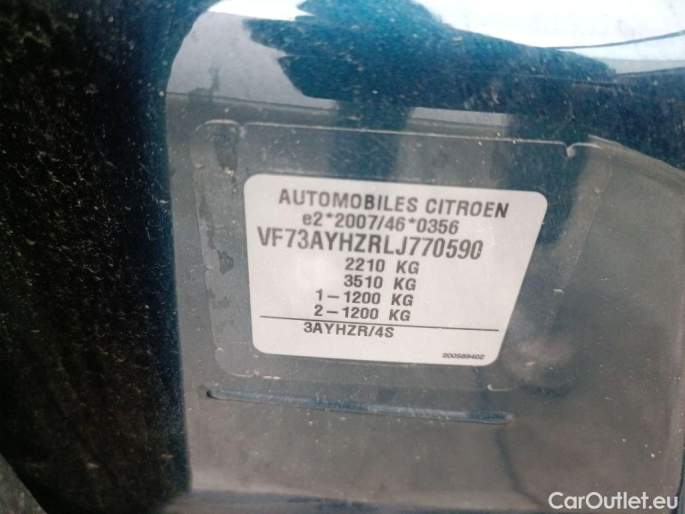 AUTOMOBILES CITROEN
e2*2007/46*0356
VF73AYHZRLJ770590
2210 KG
3510 KG
1-1200 KG
2-1200 KG
3AYHZR/4S
200589402
CarOutlet.eu